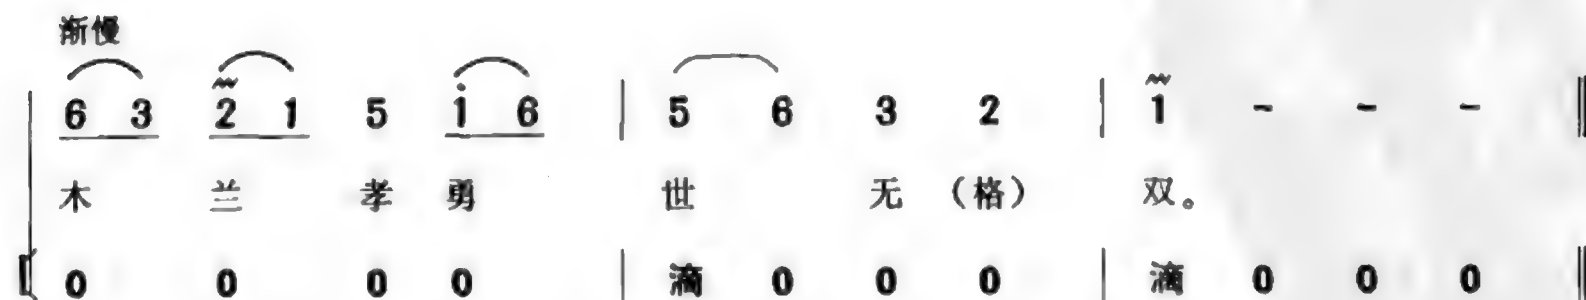 渐慢
6 3 2 1 5 i 6 | 5 6 3 2 | 1 - - - ‖
木 兰 孝 勇 世 无（格） 双。
0 0 0 0 | 滴 0 0 0 | 滴 0 0 0 ‖